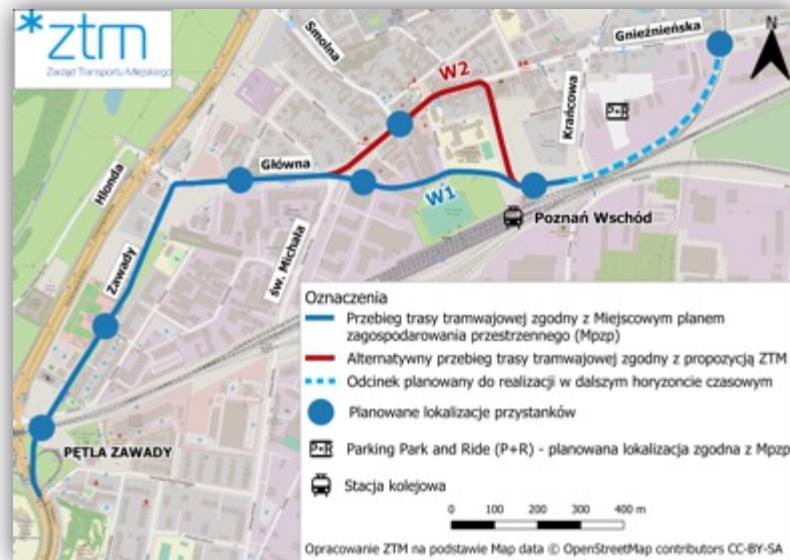 *ztm
Zarząd Transportu Miejskiego
Smolna
Gnieźnieńska
N
W2
Krańcowa
P+R
Hlonda
Główna
W1
Poznań Wschód
Zawady
św. Michała
PĘTLA ZAWADY
Oznaczenia
Przebieg trasy tramwajowej zgodny z Miejscowym planem
zagospodarowania przestrzennego (Mpzp)
Alternatywny przebieg trasy tramwajowej zgodny z propozycją ZTM
Odcinek planowany do realizacji w dalszym horyzoncie czasowym
Planowane lokalizacje przystanków
P+R Parking Park and Ride (P+R) - planowana lokalizacja zgodna z Mpzp
Stacja kolejowa
0 100 200 300 400 m
Opracowanie ZTM na podstawie Map data © OpenStreetMap contributors CC-BY-SA